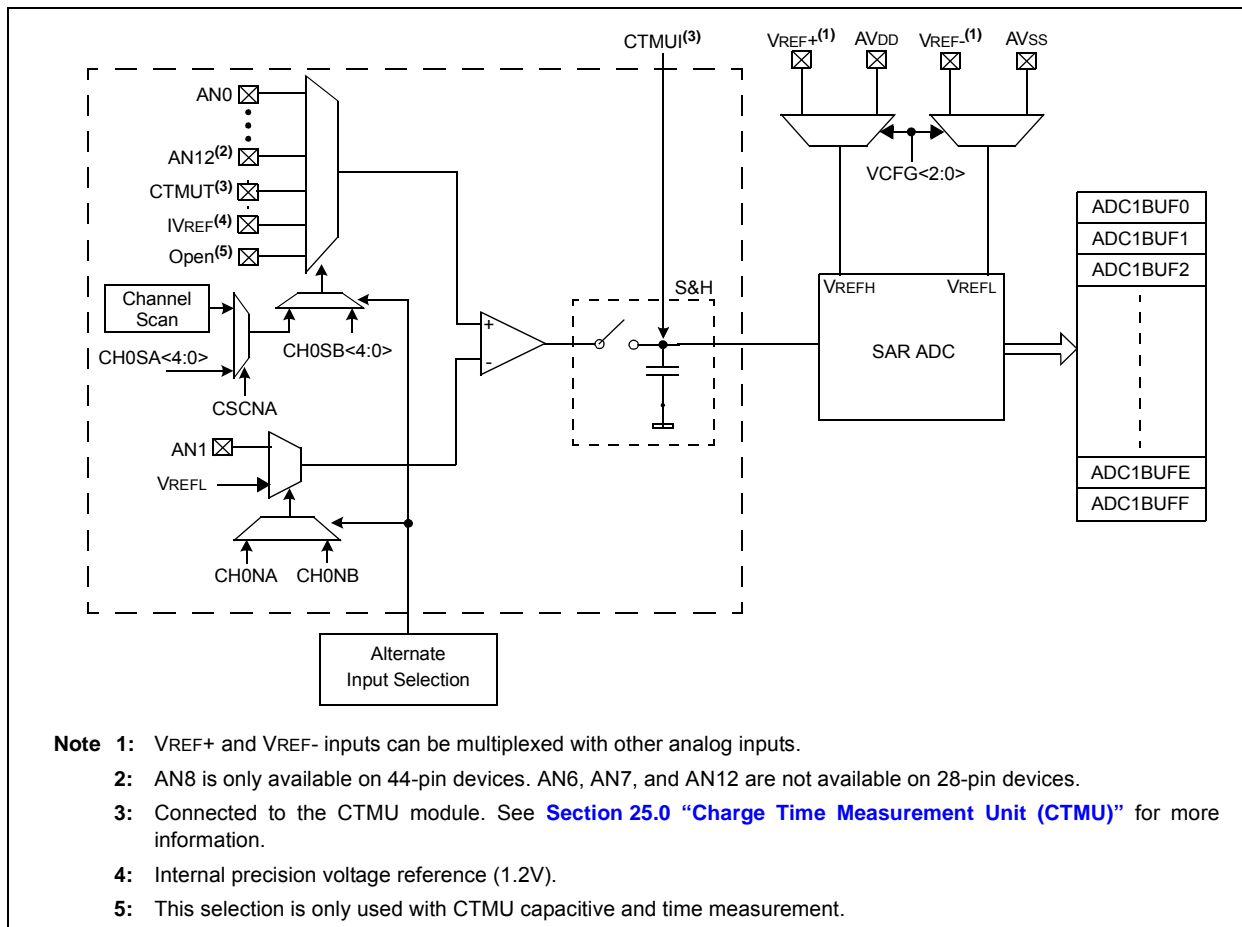 CTMUI(3)
VREF+(1)
AVDD
VREF-(1)
AVSS
AN0
AN12(2)
CTMUT(3)
IVREF(4)
Open(5)
VCFG<2:0>
Channel
Scan
CH0SA<4:0>
CH0SB<4:0>
CSCNA
+
-
S&H
VREFH
VREFL
SAR ADC
ADC1BUF0
ADC1BUF1
ADC1BUF2
ADC1BUFE
ADC1BUFF
AN1
VREFL
CH0NA
CH0NB
Alternate
Input Selection
Note 1: VREF+ and VREF- inputs can be multiplexed with other analog inputs.
2: AN8 is only available on 44-pin devices. AN6, AN7, and AN12 are not available on 28-pin devices.
3: Connected to the CTMU module. See Section 25.0 “Charge Time Measurement Unit (CTMU)” for more
information.
4: Internal precision voltage reference (1.2V).
5: This selection is only used with CTMU capacitive and time measurement.